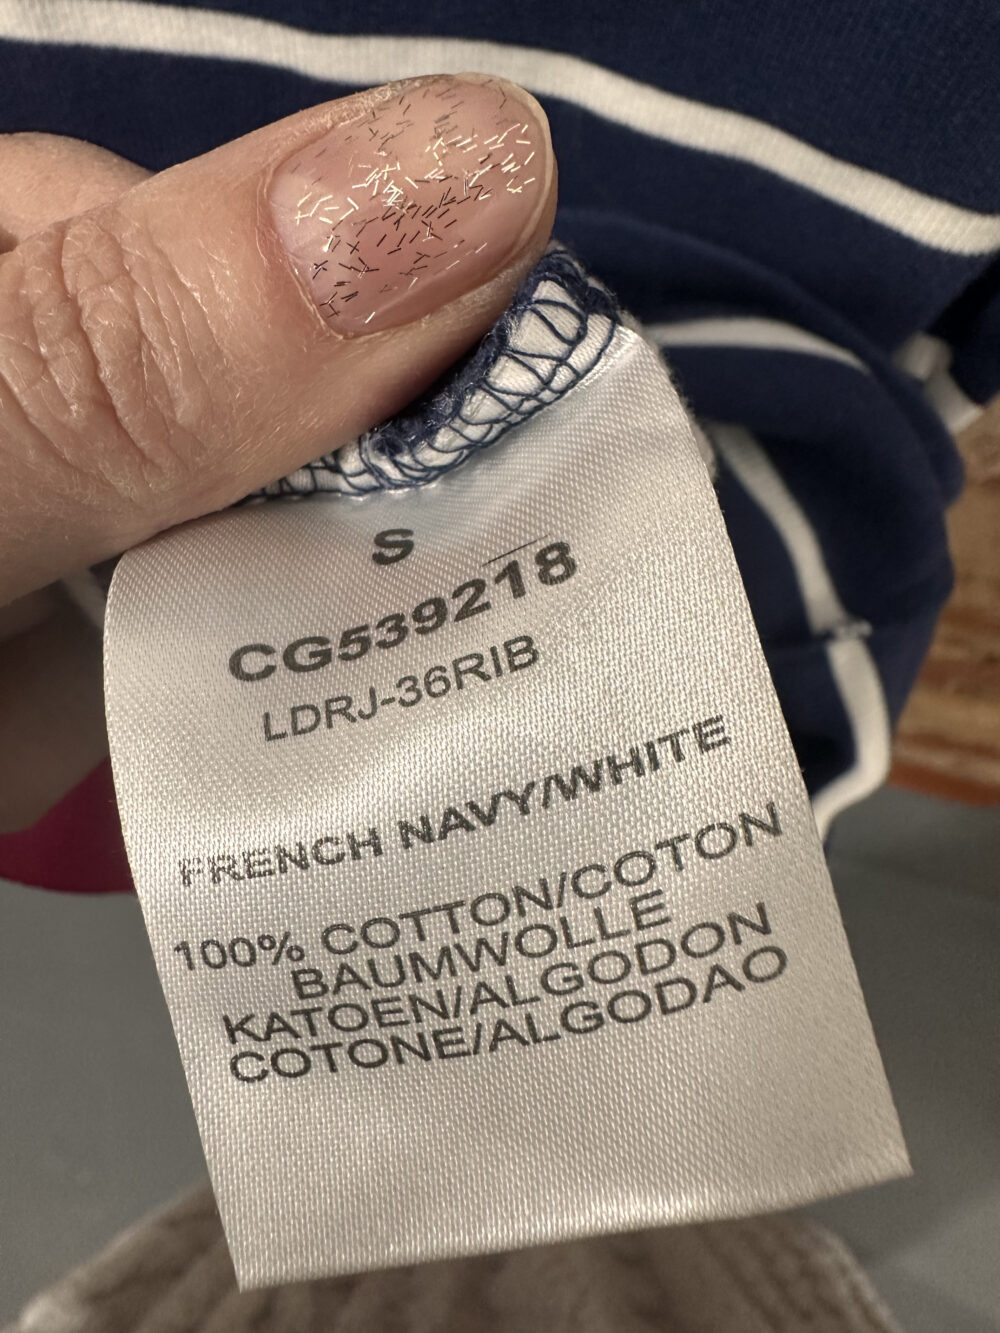 S
CG539218
LDRJ-36RIB
FRENCH NAVY/WHITE
100% COTTON/COTON
BAUMWOLLE
KATOEN/ALGODON
COTONE/ALGODAO